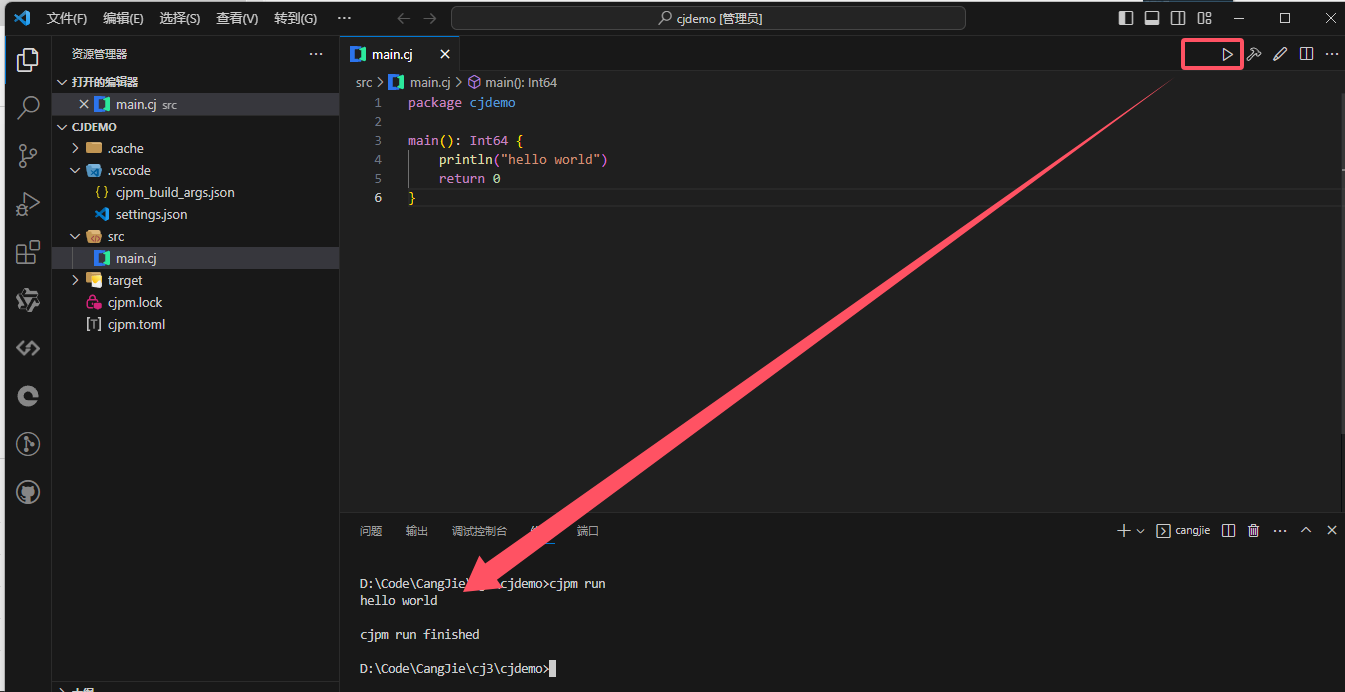 文件(F) 编辑(E) 选择(S) 查看(V) 转到(G) ··· cjdemo [管理员]
资源管理器 ···
打开的编辑器
main.cj src
CJDEMO
.cache
.vscode
{} cjpm_build_args.json
settings.json
src
main.cj
target
cjpm.lock
[T] cjpm.toml
main.cj
src > main.cj > main(): Int64
1 package cjdemo
2
3 main(): Int64 {
4 println("hello world")
5 return 0
6 }
问题 输出 调试控制台 端口
cangjie
D:\Code\CangJie\ \cjdemo>cjpm run
hello world
cjpm run finished
D:\Code\CangJie\cj3\cjdemo>